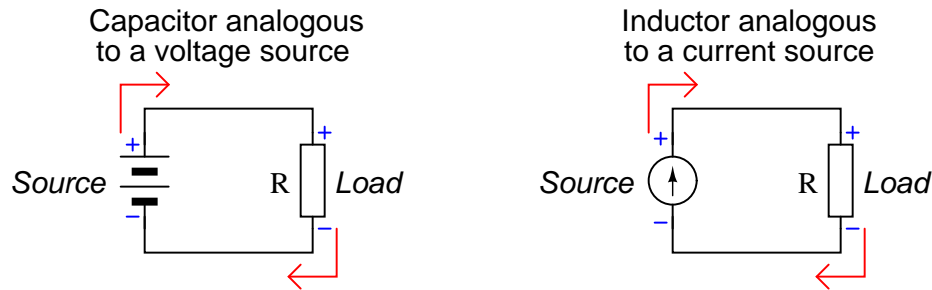 Capacitor analogous
to a voltage source
+
Source
R
Load
+
−
−
Inductor analogous
to a current source
+
Source
R
Load
+
−
−